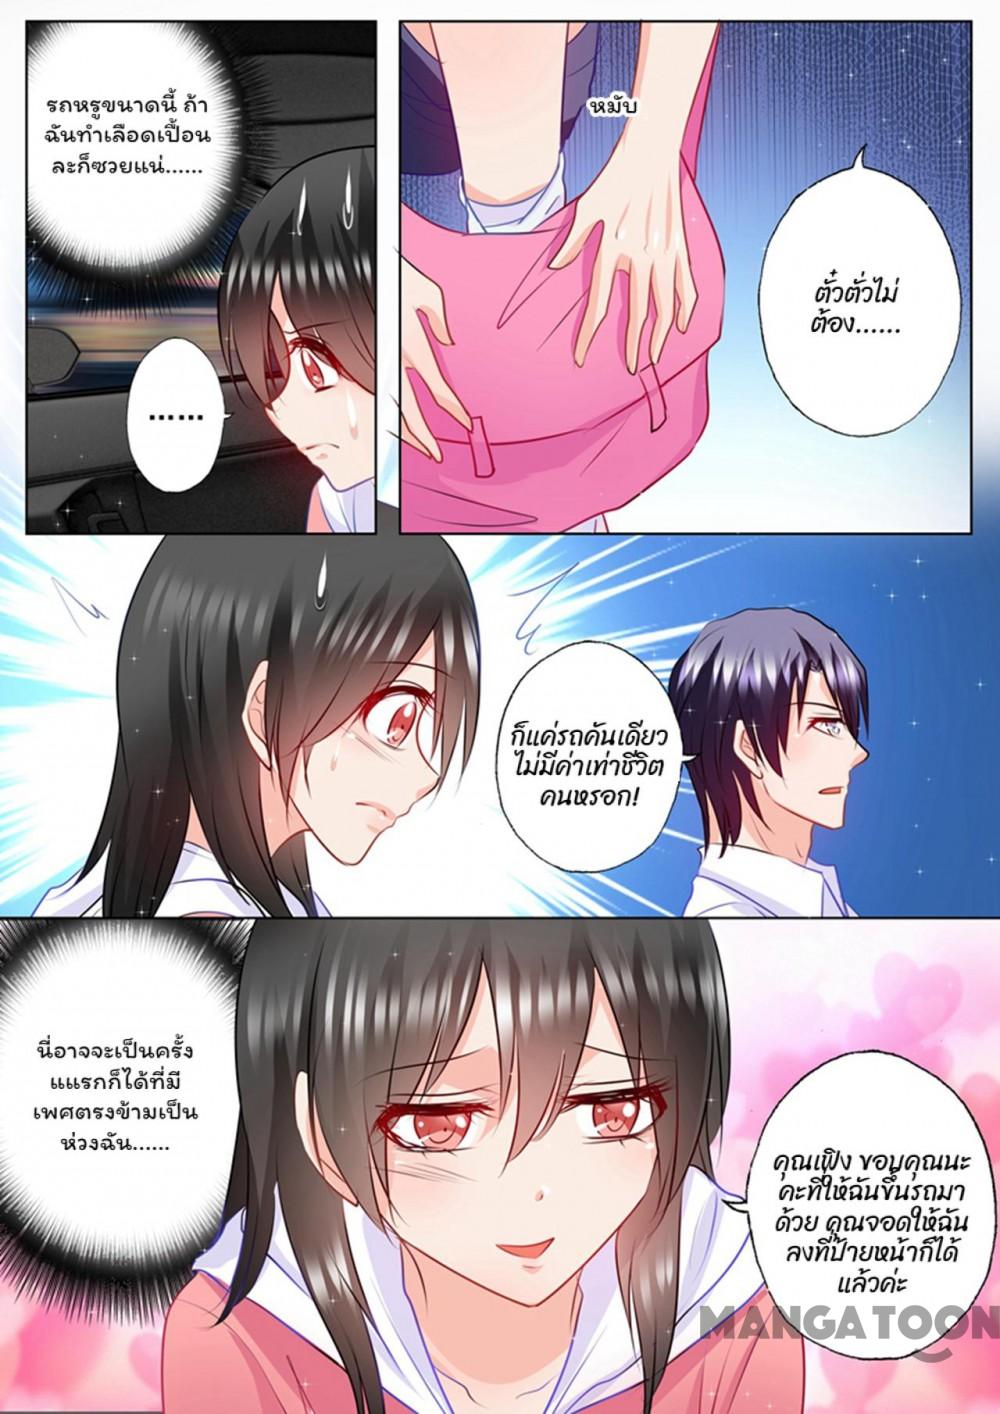 รถหรูขนาดนี้ ถ้า
ฉันทำเลือดเปื้อน
ละก็ซวยแน่......
......
หมับ
ตั๋วตั่วไม่
ต้อง......
ก็แค่รถคันเดียว
ไม่มีค่าเท่าชีวิต
คนหรอก!
นี่อาจจะเป็นครั้ง
แแรกก็ได้ที่มี
เพศตรงข้ามเป็น
ห่วงฉัน......
คุณเฟิง ขอบคุณนะ
คะที่ให้ฉันขึ้นรถมา
ด้วย คุณจอดให้ฉัน
ลงที่ป้ายหน้าก็ได้
แล้วค่ะ
MANGATOON